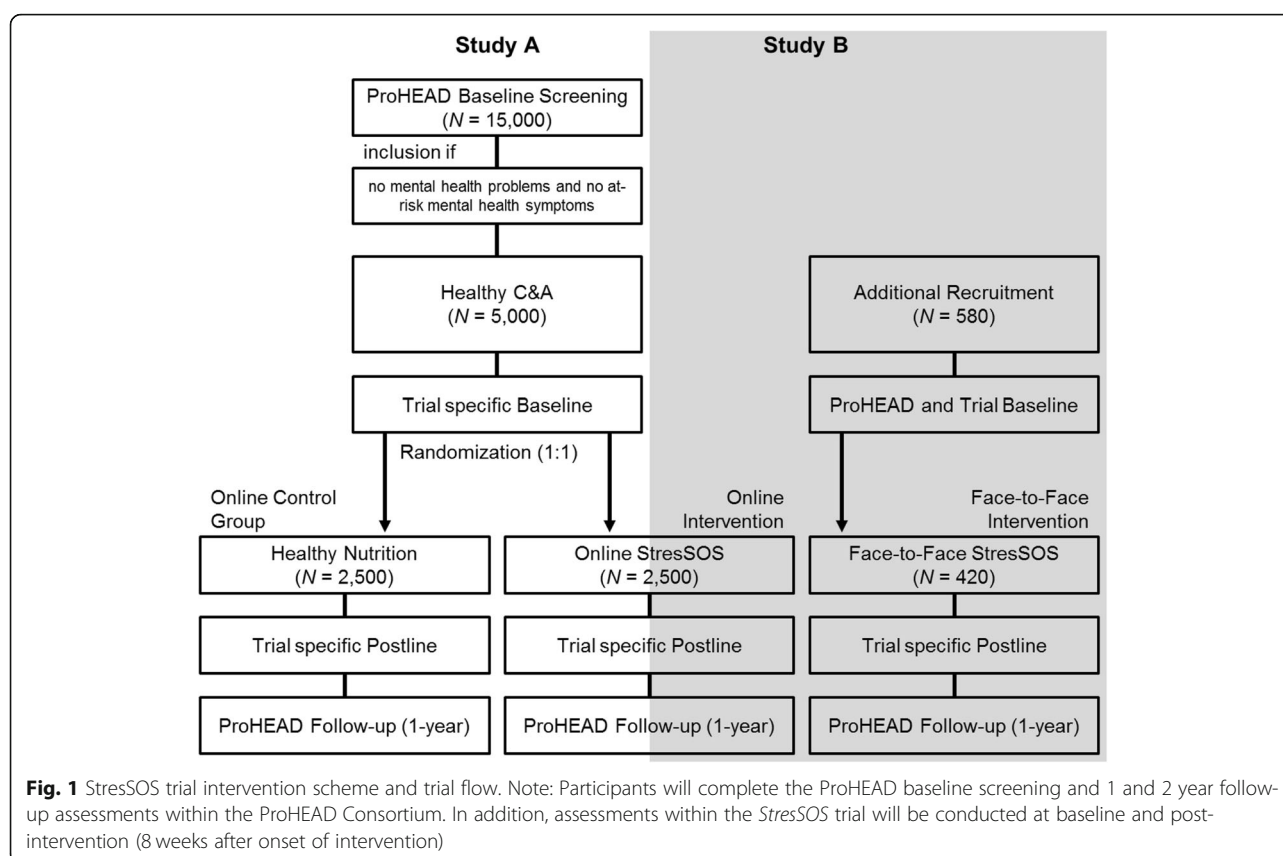 Study A
Study B
ProHEAD Baseline Screening
(N = 15,000)
inclusion if
no mental health problems and no at-
risk mental health symptoms
Healthy C&A
(N = 5,000)
Additional Recruitment
(N = 580)
Trial specific Baseline
ProHEAD and Trial Baseline
Randomization (1:1)
Online Control
Group
Online
Intervention
Face-to-Face
Intervention
Healthy Nutrition
(N = 2,500)
Online StresSOS
(N = 2,500)
Face-to-Face StresSOS
(N = 420)
Trial specific Postline
Trial specific Postline
Trial specific Postline
ProHEAD Follow-up (1-year)
ProHEAD Follow-up (1-year)
ProHEAD Follow-up (1-year)
Fig. 1 StresSOS trial intervention scheme and trial flow. Note: Participants will complete the ProHEAD baseline screening and 1 and 2 year follow-
up assessments within the ProHEAD Consortium. In addition, assessments within the StresSOS trial will be conducted at baseline and post-
intervention (8 weeks after onset of intervention)